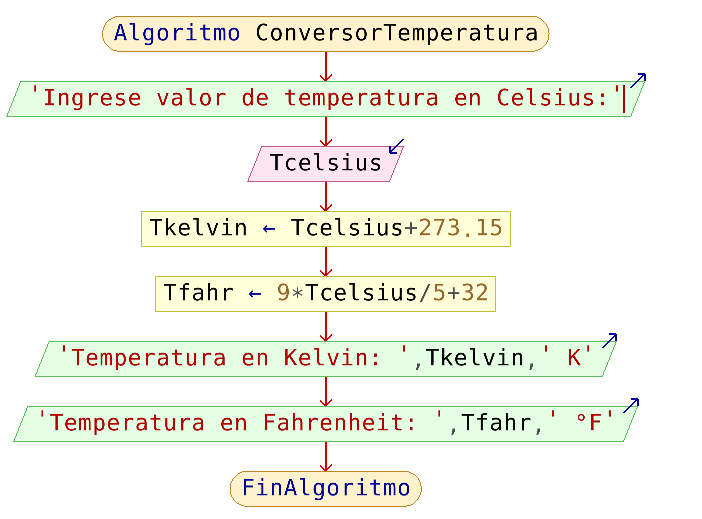 Algoritmo ConversorTemperatura
'Ingrese valor de temperatura en Celsius:'
Tcelsius
Tkelvin ← Tcelsius+273.15
Tfahr ← 9*Tcelsius/5+32
'Temperatura en Kelvin: ',Tkelvin,' K'
'Temperatura en Fahrenheit: ',Tfahr,' °F'
FinAlgoritmo